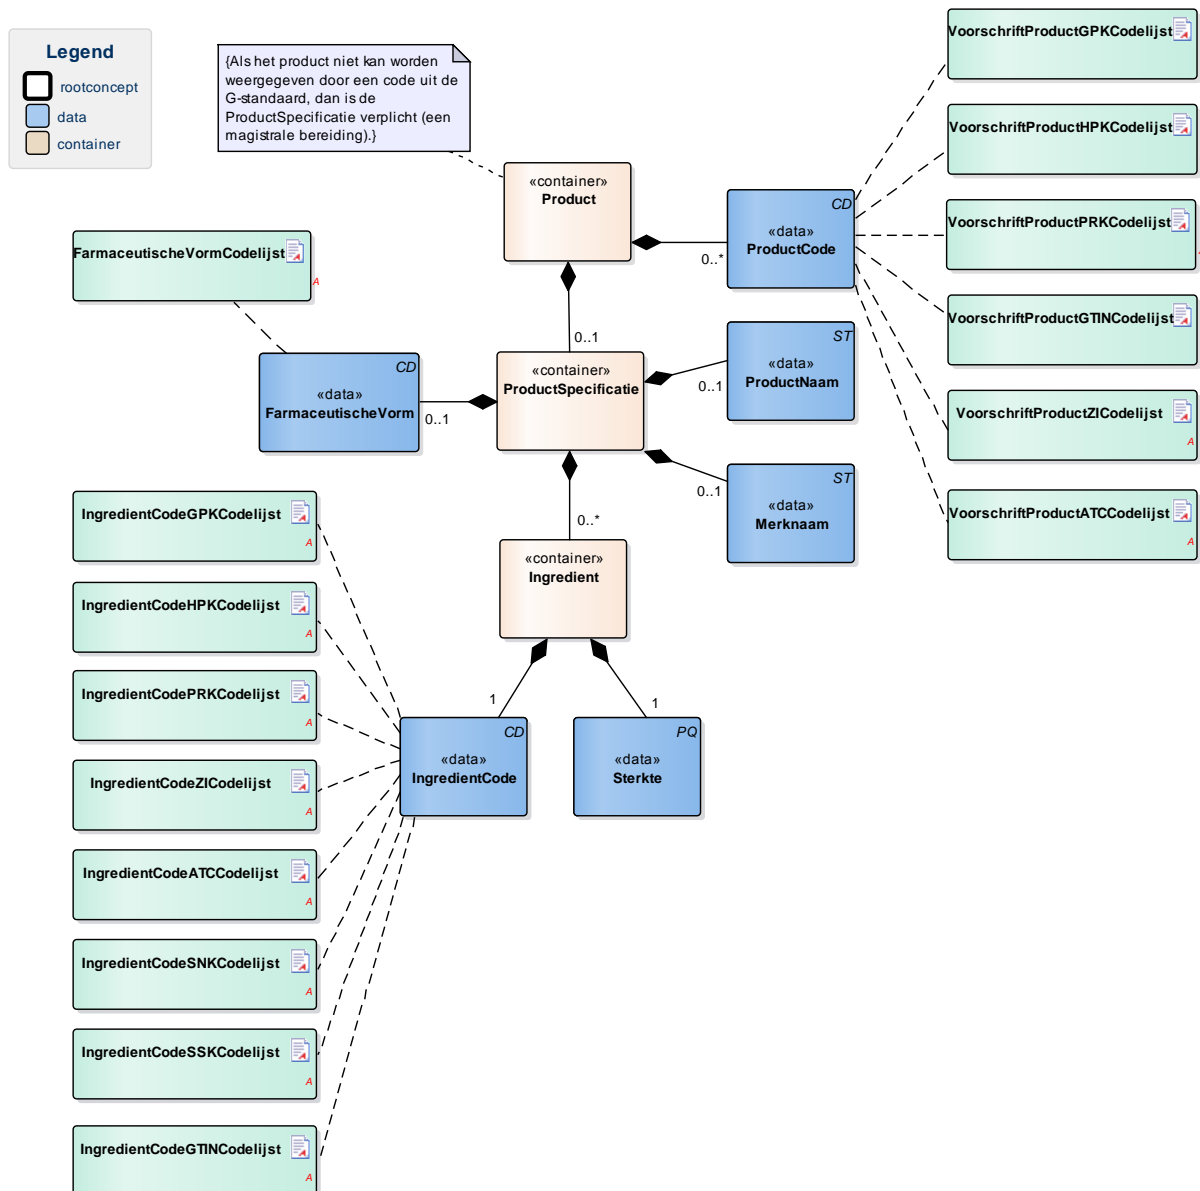 Legend
rootconcept
data
container
{Als het product niet kan worden
weergegeven door een code uit de
G-standaard, dan is de
ProductSpecificatie verplicht (een
magistrale bereiding).}
«container»
Product
0..*
0..1
CD
«data»
ProductCode
VoorschriftProductGPKCodelijst
A
VoorschriftProductHPKCodelijst
A
VoorschriftProductPRKCodelijst
A
VoorschriftProductGTINCodelijst
A
VoorschriftProductZICodelijst
A
A
VoorschriftProductATCCodelijst
A
A
FarmaceutischeVormCodelijst
A
A
CD
«data»
FarmaceutischeVorm
0..1
«container»
ProductSpecificatie
0..1
ST
«data»
ProductNaam
0..1
ST
«data»
Merknaam
0..*
«container»
Ingredient
1
1
CD
«data»
IngredientCode
PQ
«data»
Sterkte
IngredientCodeGPKCodelijst
A
A
IngredientCodeHPKCodelijst
A
A
IngredientCodePRKCodelijst
A
A
IngredientCodeZICodelijst
A
A
IngredientCodeATCCodelijst
A
A
IngredientCodeSNKCodelijst
A
A
IngredientCodeSSKCodelijst
A
A
IngredientCodeGTINCodelijst
A
A